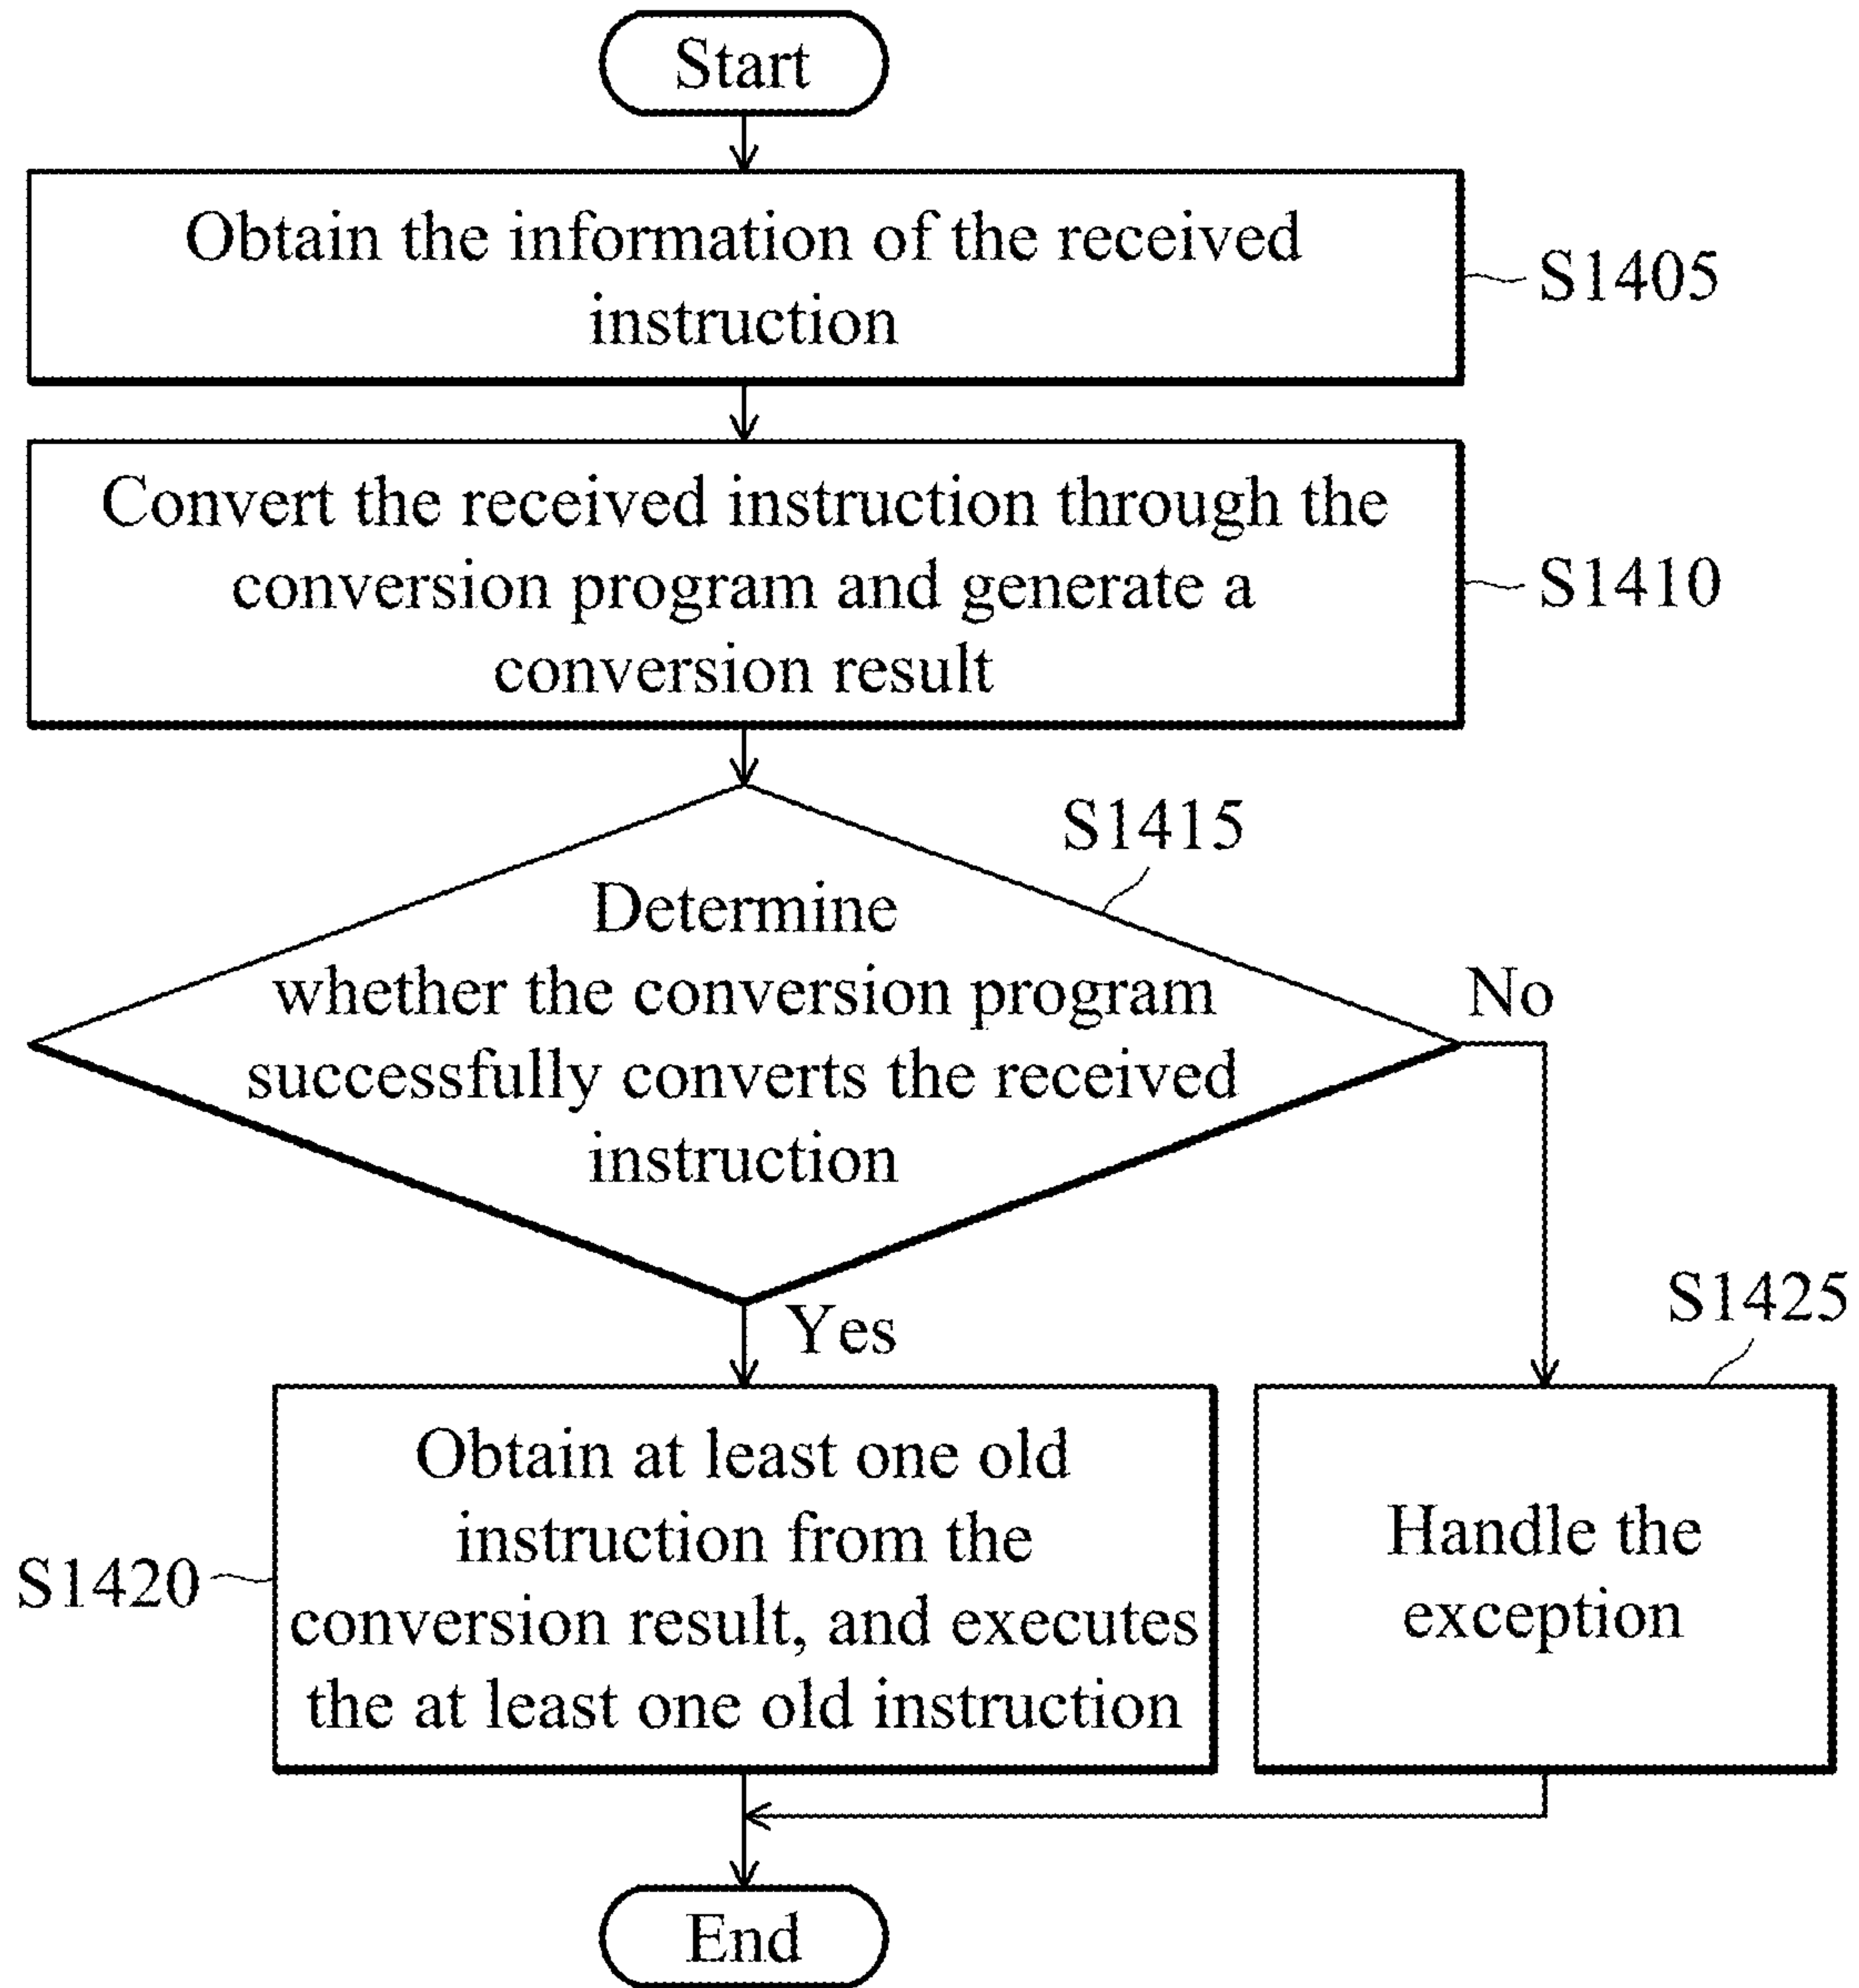 Start
Obtain the information of the received
instruction
S1405
Convert the received instruction through the
conversion program and generate a
conversion result
S1410
S1415
Determine
whether the conversion program
successfully converts the received
instruction
No
Yes
S1425
Obtain at least one old
instruction from the
conversion result, and executes
the at least one old instruction
S1420
Handle the
exception
End